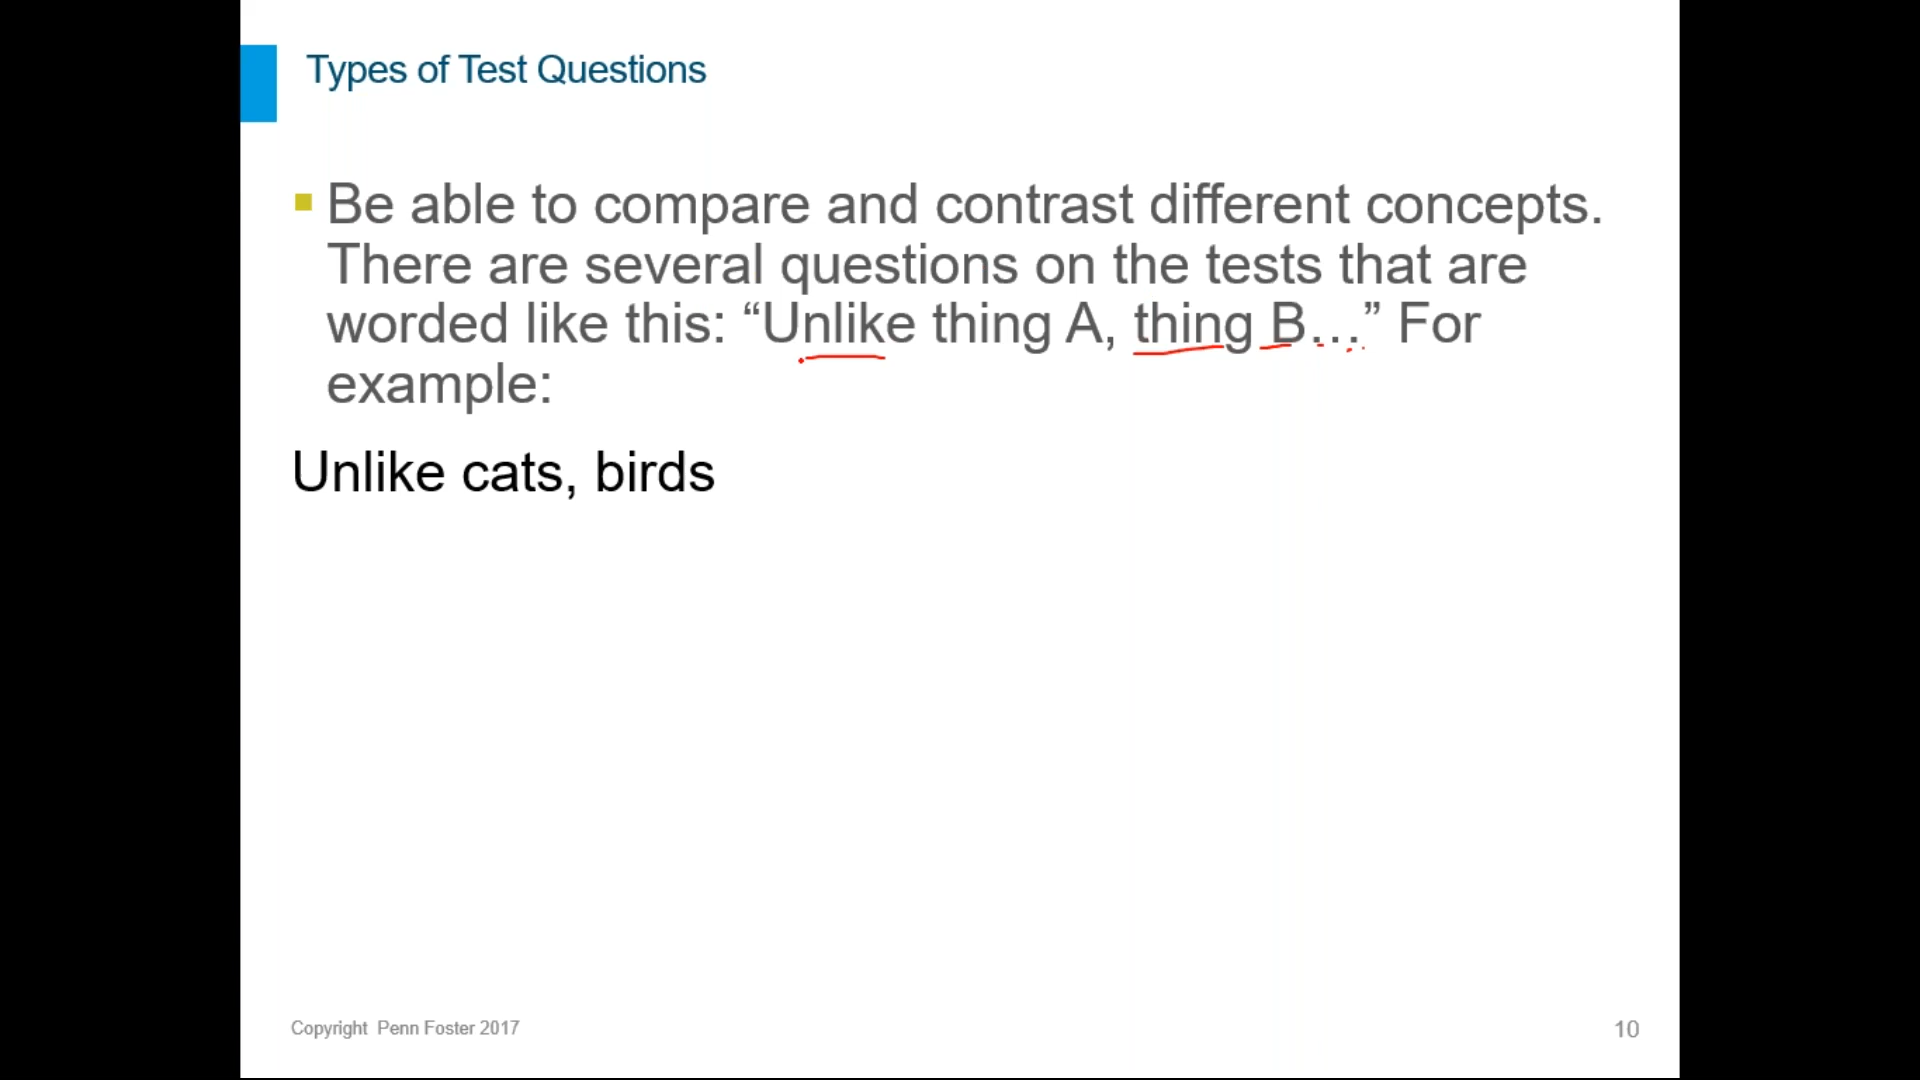 Types of Test Questions
Be able to compare and contrast different concepts.
There are several questions on the tests that are
worded like this: “Unlike thing A, thing B…” For
example:
Unlike cats, birds
Copyright Penn Foster 2017
10